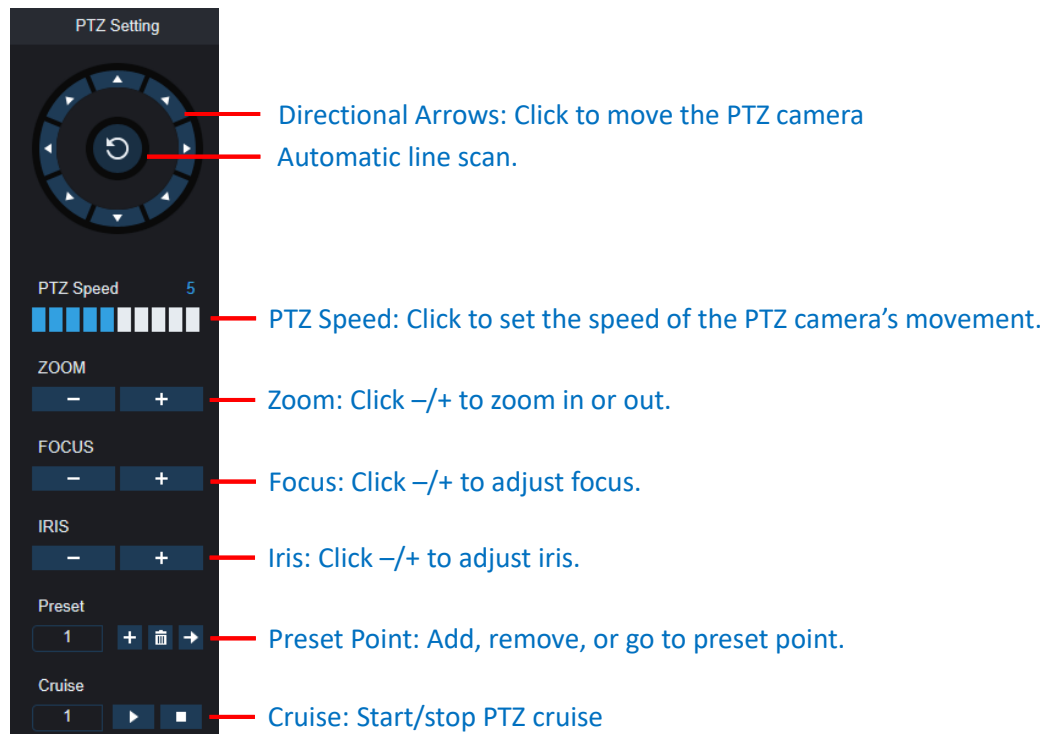 PTZ Setting
Directional Arrows: Click to move the PTZ camera
Automatic line scan.
PTZ Speed 5
PTZ Speed: Click to set the speed of the PTZ camera’s movement.
ZOOM
− +
Zoom: Click –/+ to zoom in or out.
FOCUS
− +
Focus: Click –/+ to adjust focus.
IRIS
− +
Iris: Click –/+ to adjust iris.
Preset
1 +
Preset Point: Add, remove, or go to preset point.
Cruise
1
Cruise: Start/stop PTZ cruise